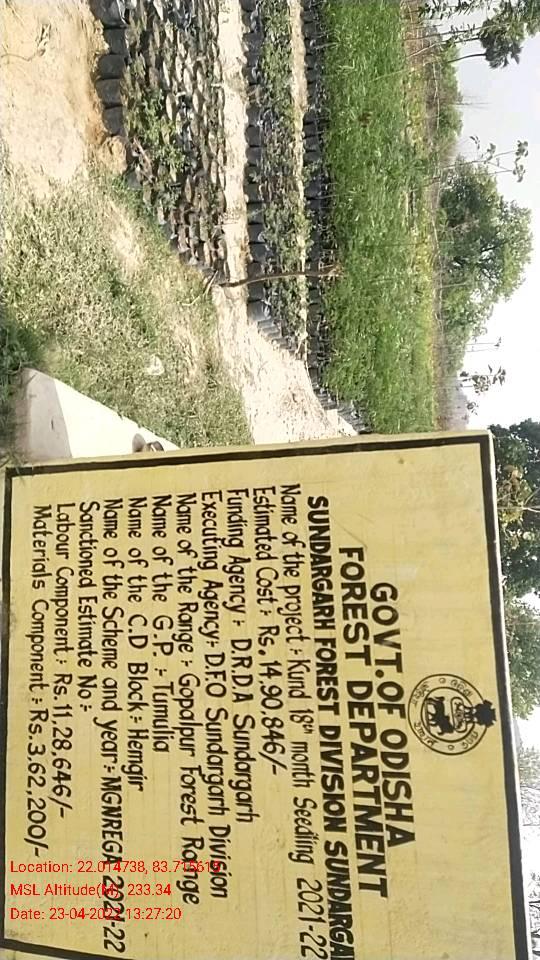 GOVT.OF ODISHA
FOREST DEPARTMENT
SUNDARGARH FOREST DIVISION SUNDARGA
Name of the project : Kund 18th month Seedling 2021-22
Estimated Cost : Rs. 14,90,846/-
Funding Agency : D.R.D.A Sundargarh
Executing Agency: D.F.O Sundargarh Division
Name of the Range : Gopalpur Forest Range
Name of the G.P. : Tumulia
Name of the C.D Block : Hemgir
Name of the Scheme and year : MGNREGA 2021-22
Sanctioned Estimate No :
Labour Component : Rs. 11,28,646/-
Materials Component : Rs. 3,62,200/-
Location: 22.014738, 83.715615
MSL Altitude(M): 233.34
Date: 23-04-2022 13:27:20